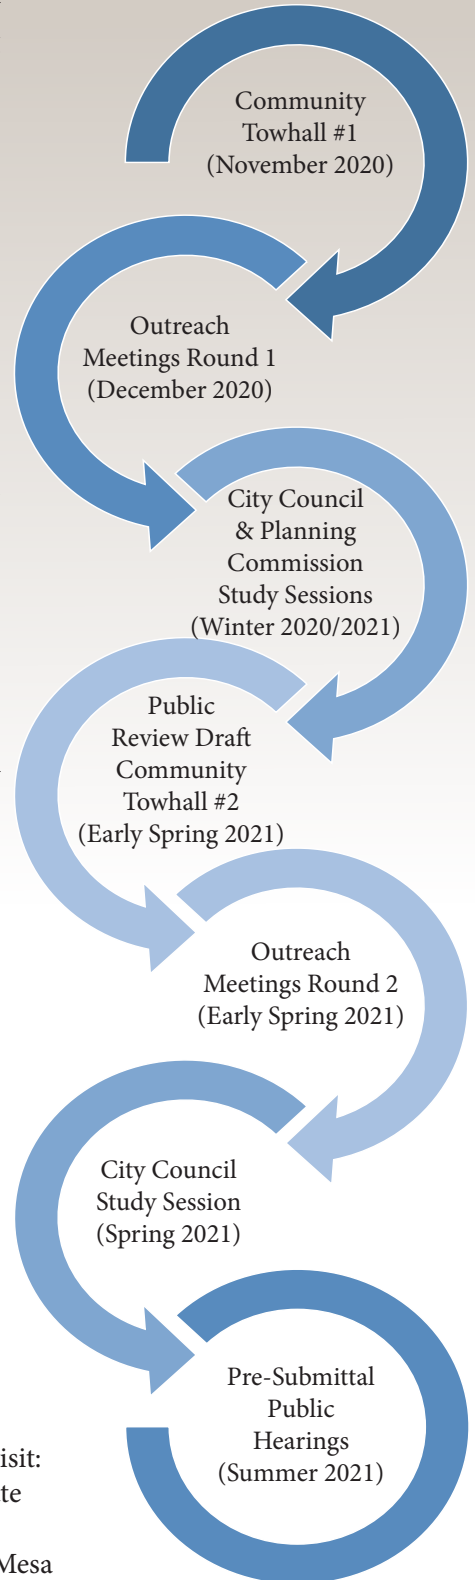 Community
Towhall #1
(November 2020)
Outreach
Meetings Round 1
(December 2020)
City Council
& Planning
Commission
Study Sessions
(Winter 2020/2021)
Public
Review Draft
Community
Towhall #2
(Early Spring 2021)
Outreach
Meetings Round 2
(Early Spring 2021)
City Council
Study Session
(Spring 2021)
Pre-Submittal
Public
Hearings
(Summer 2021)
Mesa